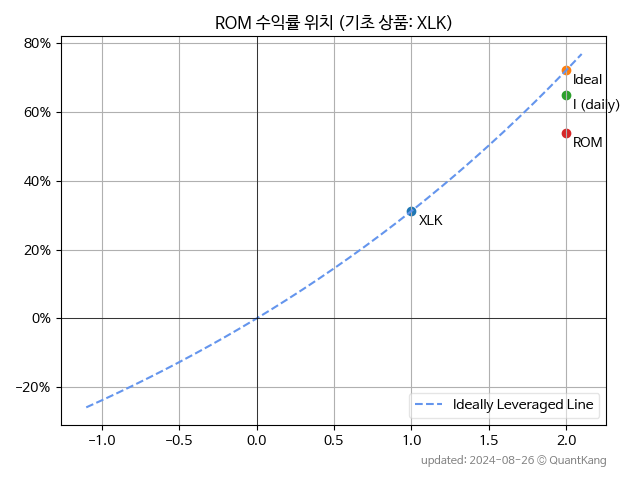 ROM 수익률 위치 (기초 상품: XLK)
80%
60%
40%
20%
0%
−20%
Ideal
I (daily)
ROM
XLK
Ideally Leveraged Line
−1.0 −0.5 0.0 0.5 1.0 1.5 2.0
updated: 2024-08-26 © QuantKang